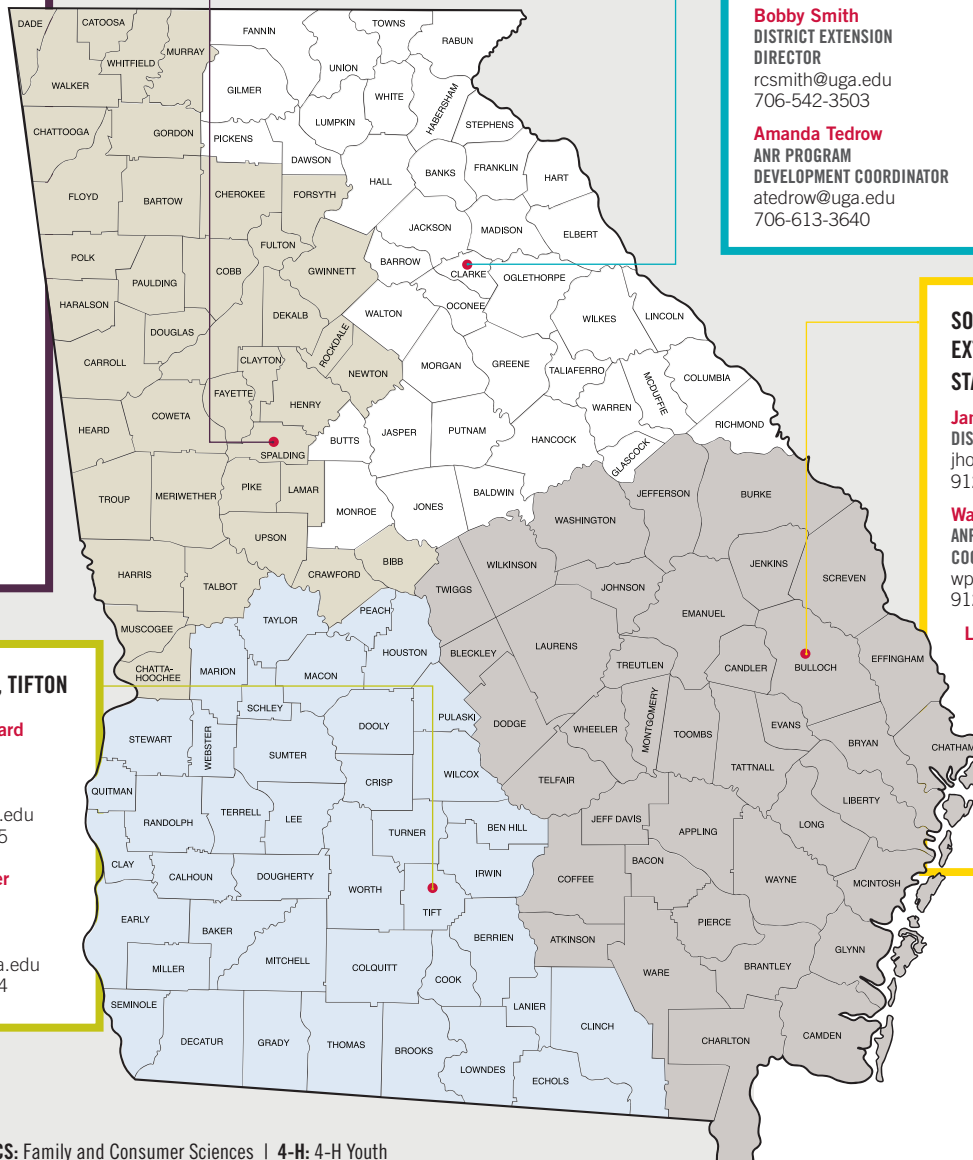 Bobby Smith
DISTRICT EXTENSION
DIRECTOR
rcsmith@uga.edu
706-542-3503
Amanda Tedrow
ANR PROGRAM
DEVELOPMENT COORDINATOR
atedrow@uga.edu
706-613-3640
SO
EX
STA
Jan
DIS
jho
912
Wa
ANR
COO
wp
912
L
, TIFTON
ard
.edu
5
er
a.edu
4
DADE
CATOOSA
WHITFIELD
MURRAY
WALKER
FANNIN
TOWNS
RABUN
UNION
GILMER
WHITE
HABERSHAM
LUMPKIN
STEPHENS
CHATTOOGA
GORDON
PICKENS
DAWSON
HALL
BANKS
FRANKLIN
HART
FLOYD
BARTOW
CHEROKEE
FORSYTH
JACKSON
MADISON
ELBERT
POLK
PAULDING
COBB
FULTON
GWINNETT
BARROW
CLARKE
OGLETHORPE
OCONEE
HARALSON
DOUGLAS
DEKALB
ROCKDALE
WALTON
WILKES
LINCOLN
CARROLL
CLAYTON
FAYETTE
HENRY
NEWTON
MORGAN
GREENE
TALIAFERRO
MCDUFFIE
COLUMBIA
WARREN
RICHMOND
HEARD
COWETA
SPALDING
BUTTS
JASPER
PUTNAM
HANCOCK
GLASCOCK
TROUP
MERIWETHER
PIKE
LAMAR
MONROE
JONES
BALDWIN
JEFFERSON
BURKE
WASHINGTON
UPSON
BIBB
WILKINSON
HARRIS
TALBOT
CRAWFORD
TWIGGS
JOHNSON
JENKINS
SCREVEN
EMANUEL
MUSCOGEE
TAYLOR
PEACH
HOUSTON
BLECKLEY
LAURENS
CHATTA-
HOOCHEE
MARION
MACON
TREUTLEN
CANDLER
BULLOCH
EFFINGHAM
SCHLEY
DOOLY
PULASKI
DODGE
WHEELER
MONTGOMERY
TOOMBS
EVANS
BRYAN
CHATHAM
STEWART
WEBSTER
SUMTER
CRISP
WILCOX
TELFAIR
TATTNALL
LIBERTY
QUITMAN
RANDOLPH
TERRELL
LEE
TURNER
BEN HILL
JEFF DAVIS
APPLING
LONG
CLAY
CALHOUN
DOUGHERTY
WORTH
IRWIN
COFFEE
BACON
WAYNE
MCINTOSH
EARLY
BAKER
TIFT
BERRIEN
ATKINSON
PIERCE
GLYNN
MILLER
MITCHELL
COLQUITT
COOK
WARE
BRANTLEY
SEMINOLE
LANIER
CLINCH
DECATUR
GRADY
THOMAS
BROOKS
LOWNDES
ECHOLS
CHARLTON
CAMDEN
CS: Family and Consumer Sciences | 4-H: 4-H Youth